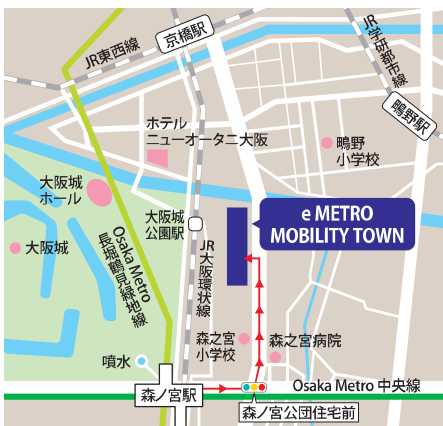 京橋駅
JR東西線
JR学研都市線
鴫野駅
ホテル
ニューオータニ大阪
鴫野
小学校
大阪城
ホール
大阪城
公園駅
e METRO
MOBILITY TOWN
大阪城
Osaka Metro
長堀鶴見緑地線
JR大阪環状線
森之宮
小学校
森之宮病院
噴水
森ノ宮駅
Osaka Metro 中央線
森ノ宮公団住宅前